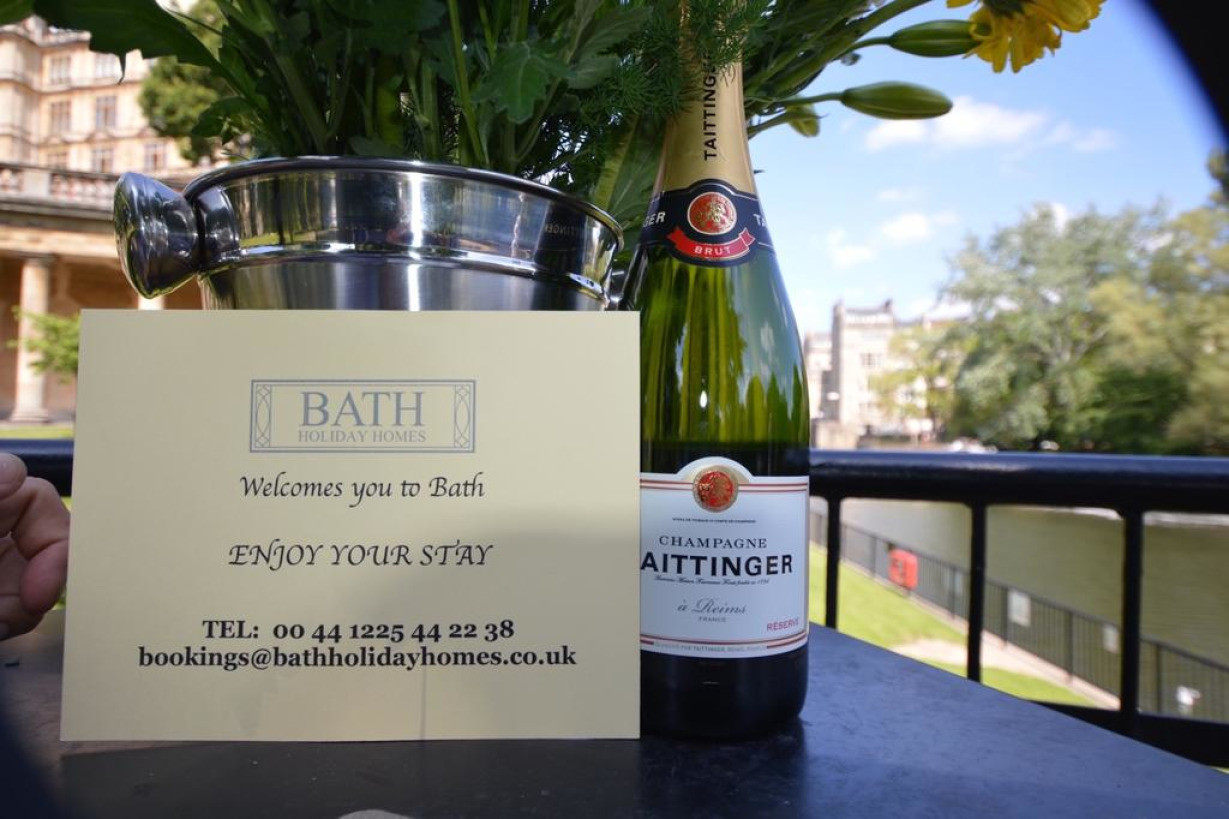 TAITTINGER
BRUT
BATH
HOLIDAY HOMES
Welcomes you to Bath
ENJOY YOUR STAY
TEL: 00 44 1225 44 22 38
bookings@bathholidayhomes.co.uk
CHAMPAGNE
AITTINGER
à Reims
FRANCE
RÉSERVE